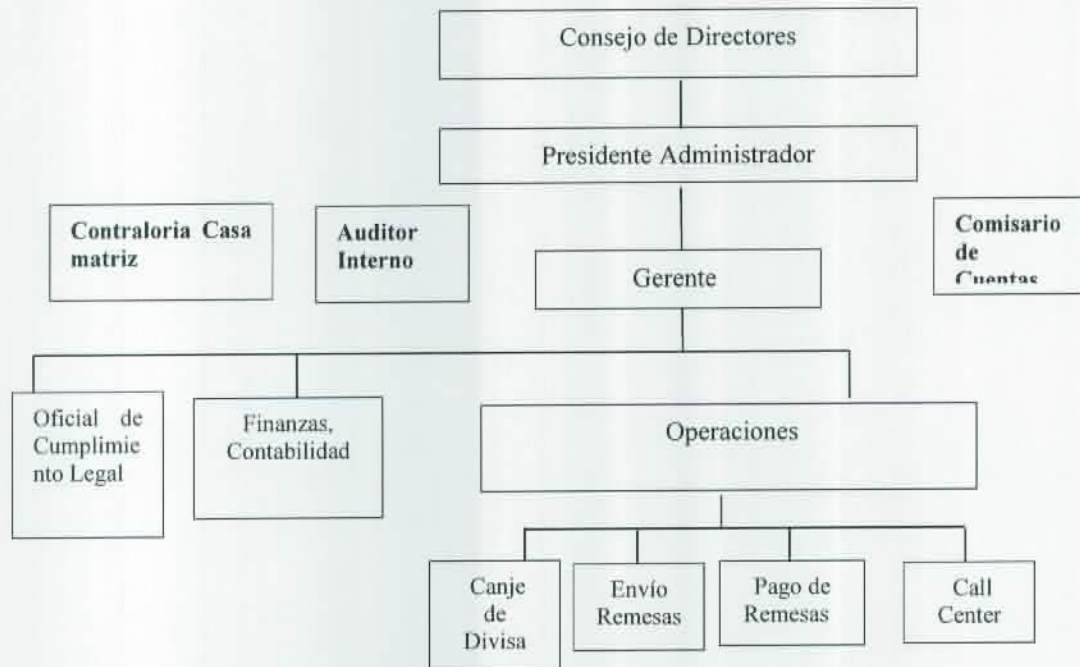 Consejo de Directores
Presidente Administrador
Contraloria Casa
matriz
Auditor
Interno
Gerente
Comisario
de
Cuentas
Oficial de
Cumplimie
nto Legal
Finanzas,
Contabilidad
Operaciones
Canje
de
Divisa
Envío
Remesas
Pago de
Remesas
Call
Center